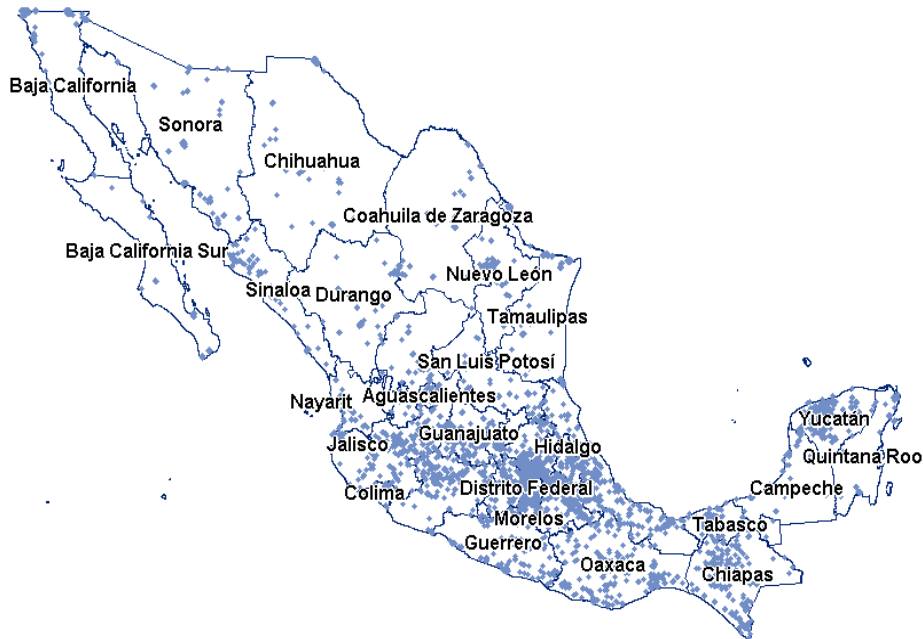 Baja California
Sonora
Chihuahua
Coahuila de Zaragoza
Baja California Sur
Nuevo León
Sinaloa
Durango
Tamaulipas
San Luis Potosí
Aguascalientes
Nayarit
Yucatán
Guanajuato
Jalisco
Hidalgo
Quintana Roo
Distrito Federal
Campeche
Colima
Morelos
Tabasco
Guerrero
Oaxaca
Chiapas